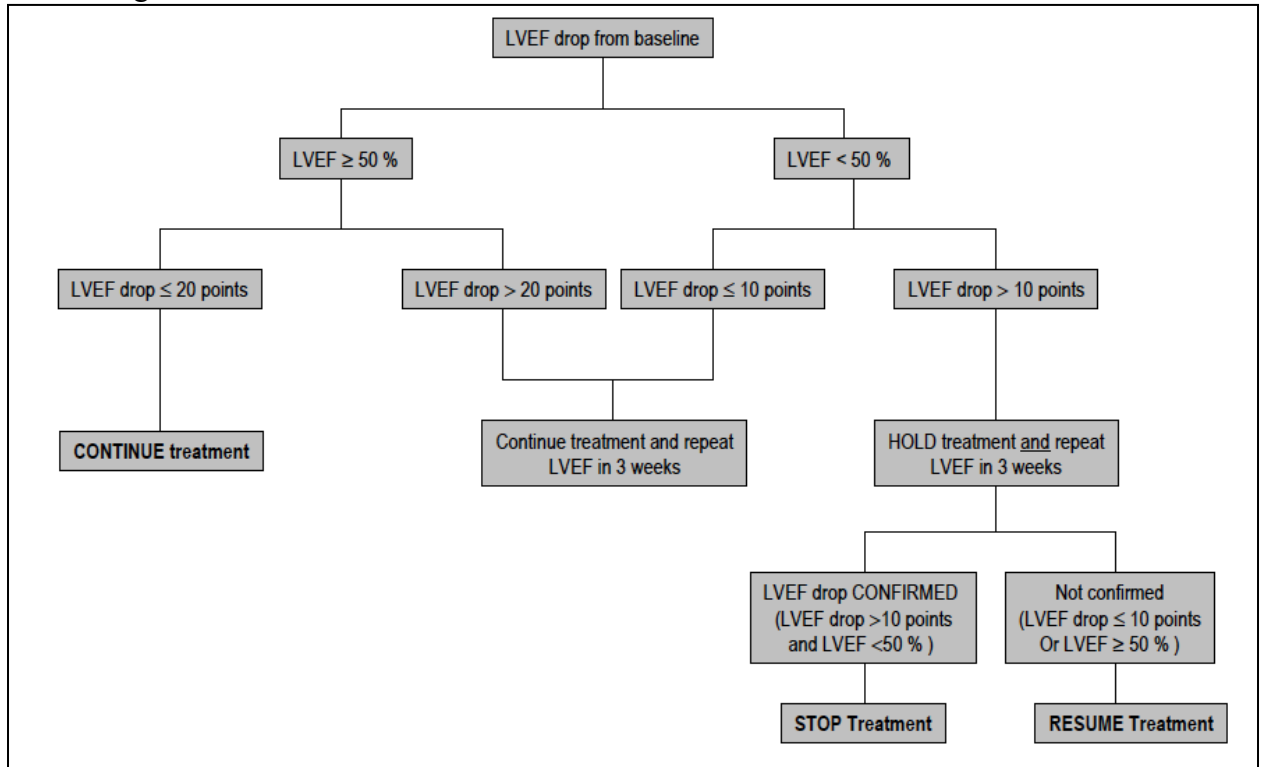 LVEF drop from baseline
LVEF ≥ 50 %
LVEF < 50 %
LVEF drop ≤ 20 points
LVEF drop > 20 points
LVEF drop ≤ 10 points
LVEF drop > 10 points
CONTINUE treatment
Continue treatment and repeat
LVEF in 3 weeks
HOLD treatment and repeat
LVEF in 3 weeks
LVEF drop CONFIRMED
(LVEF drop >10 points
and LVEF <50 % )
Not confirmed
(LVEF drop ≤ 10 points
Or LVEF ≥ 50 % )
STOP Treatment
RESUME Treatment